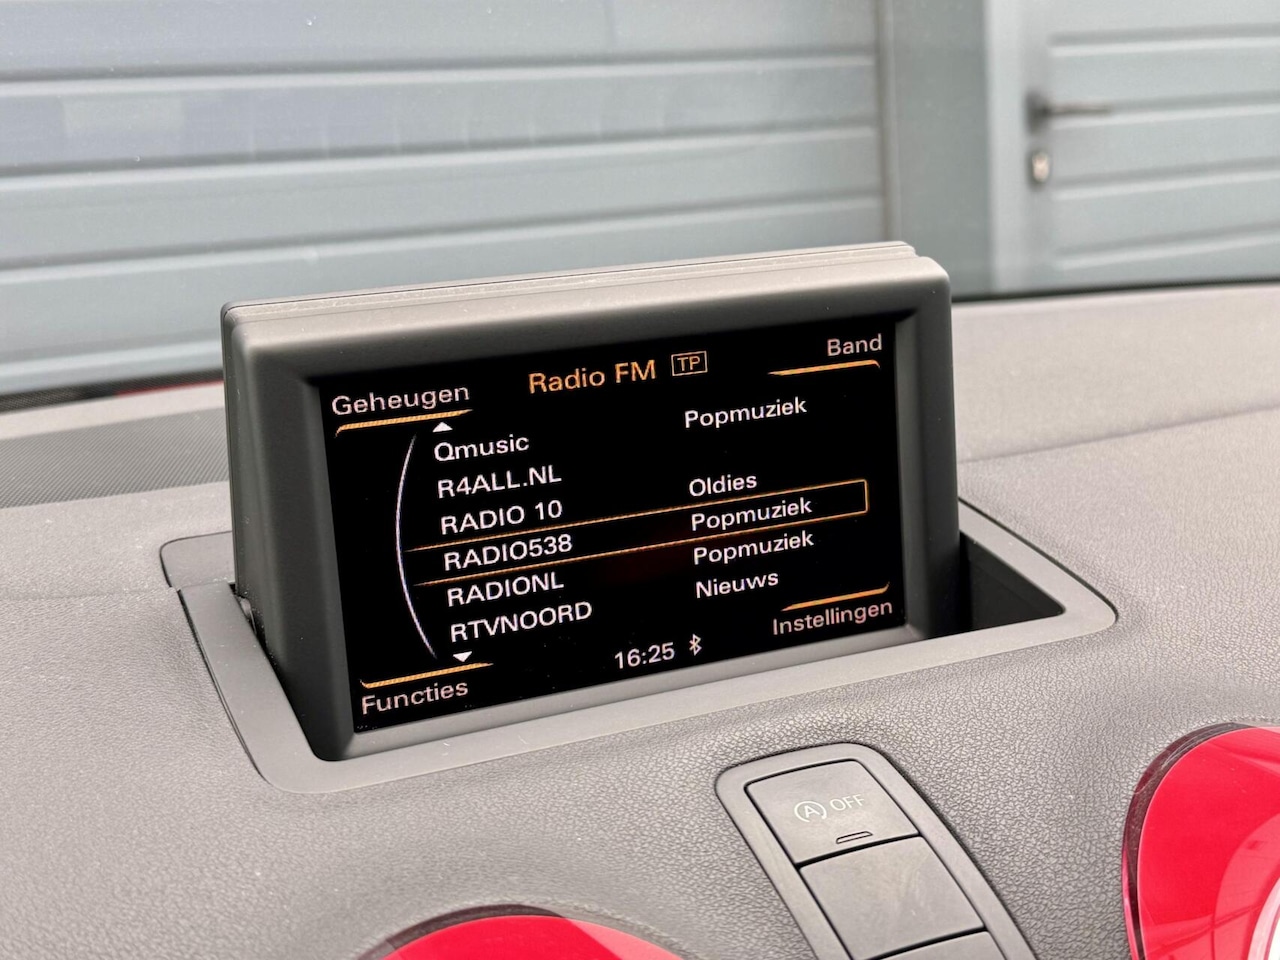 Geheugen Radio FM TP Band
Qmusic Popmuziek
R4ALL.NL
RADIO 10 Oldies
RADIO538 Popmuziek
RADIONL Popmuziek
RTVNOORD Nieuws
Functies 16:25 Instellingen
A OFF